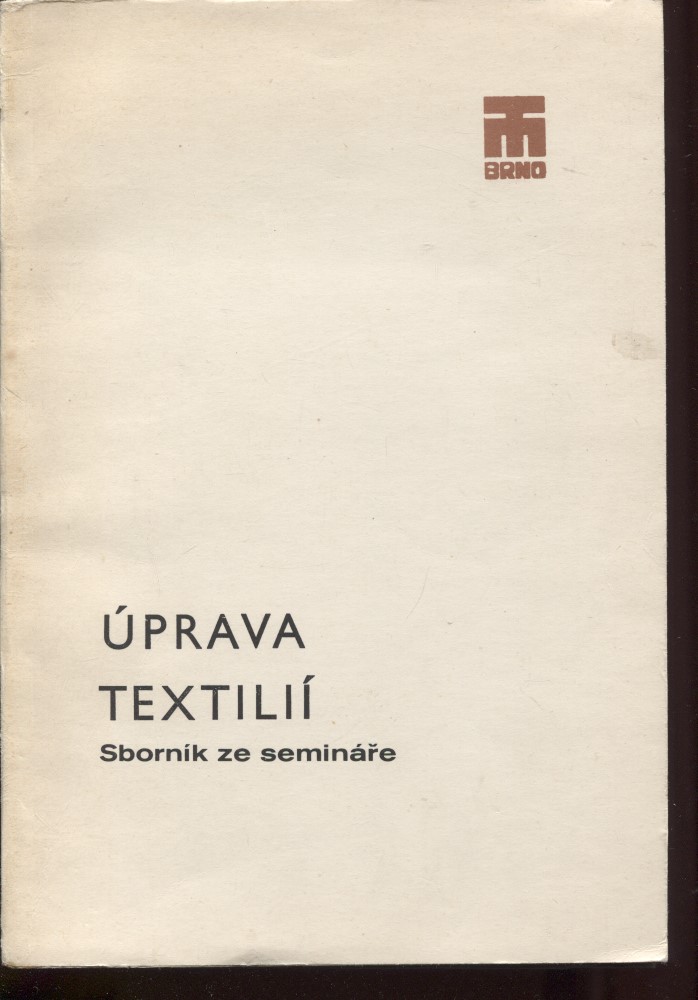 BRNO
ÚPRAVA
TEXTILIÍ
Sborník ze semináře